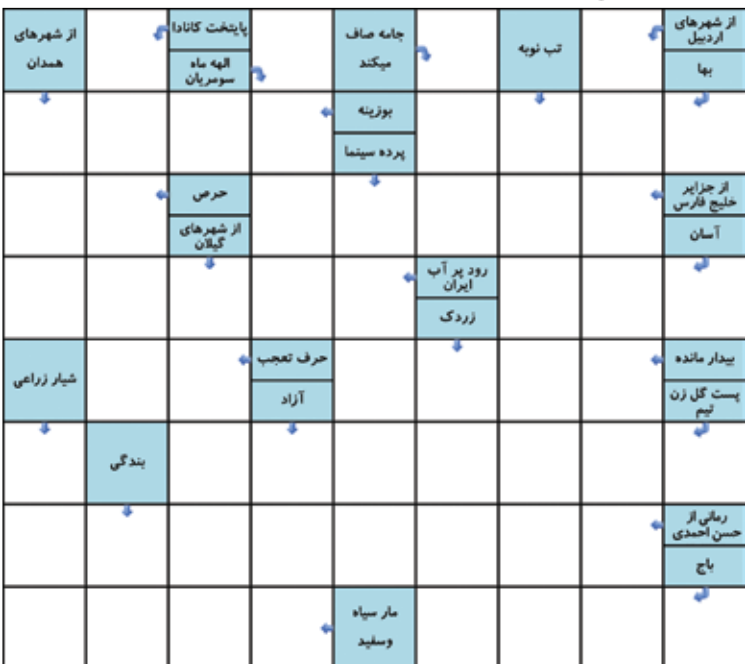 از شهرهای
اردبیل
بها
تب نوبه
جامه صاف
میکند
پایتخت کانادا
الهه ماه
سومریان
از شهرهای
همدان
بوزینه
پرده سینما
از جزایر
خلیج فارس
آسان
حرص
از شهرهای
گیلان
رود پر آب
ایران
زردک
بیدار مانده
پست گل زن
تیم
حرف تعجب
آزاد
شیار زراعی
بندگی
رمانی از
حسن احمدی
باج
مار سیاه
وسفید